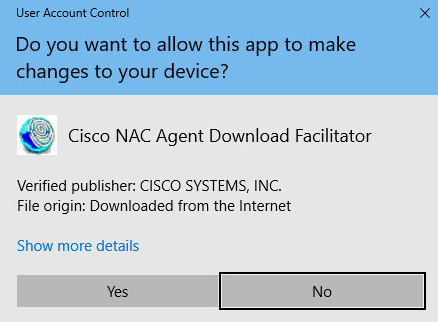 User Account Control
Do you want to allow this app to make
changes to your device?
Cisco NAC Agent Download Facilitator
Verified publisher: CISCO SYSTEMS, INC.
File origin: Downloaded from the Internet
Show more details
Yes
No